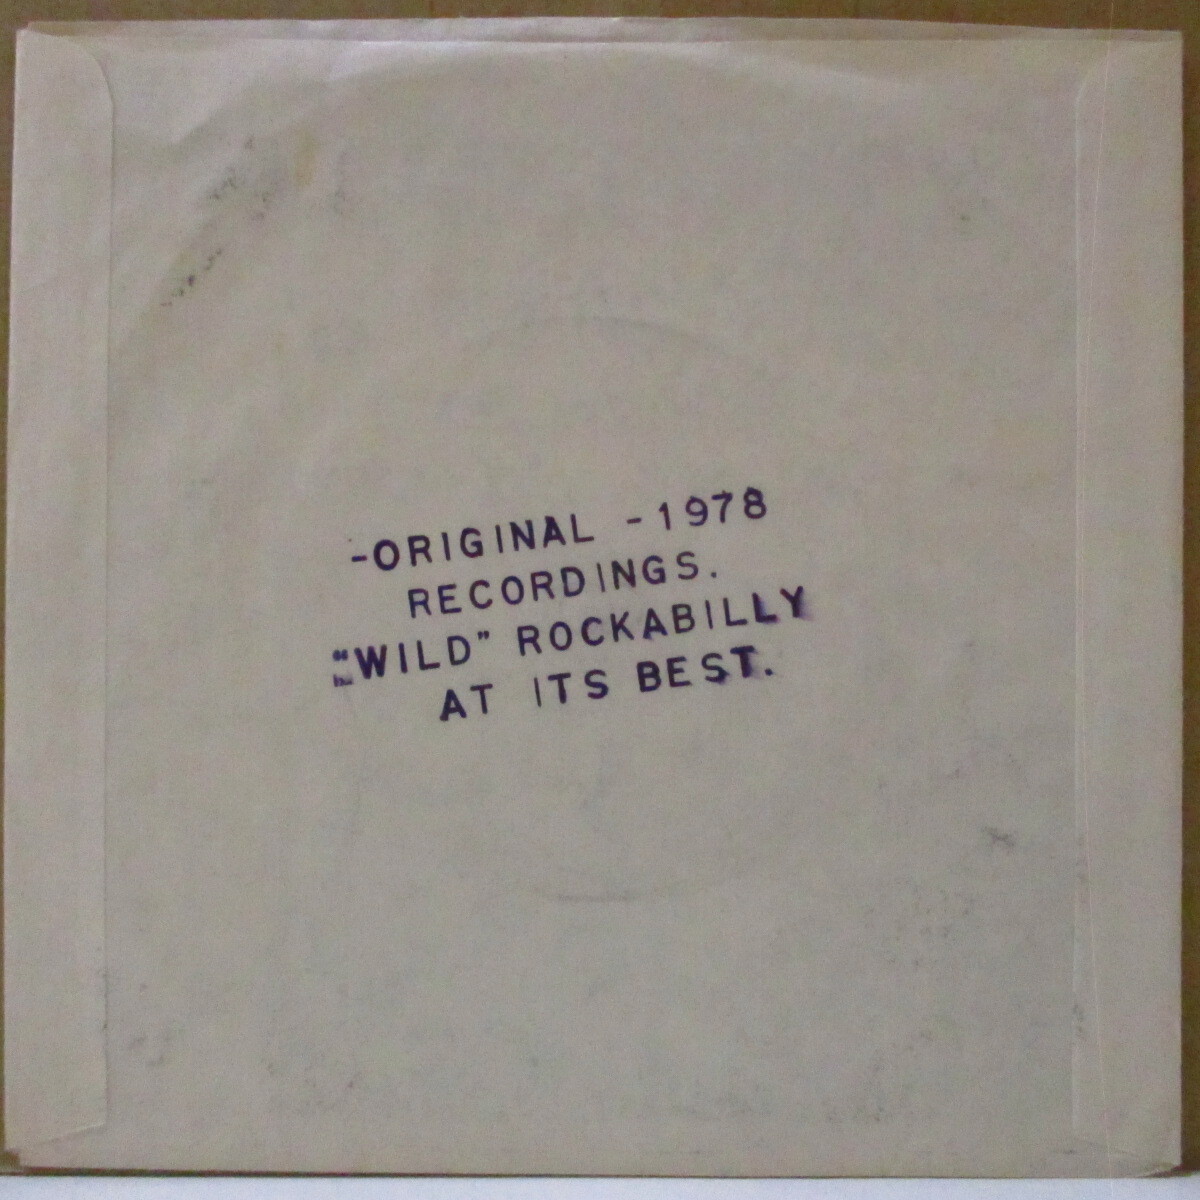 -ORIGINAL -1978
RECORDINGS.
"WILD" ROCKABILLY
AT ITS BEST.